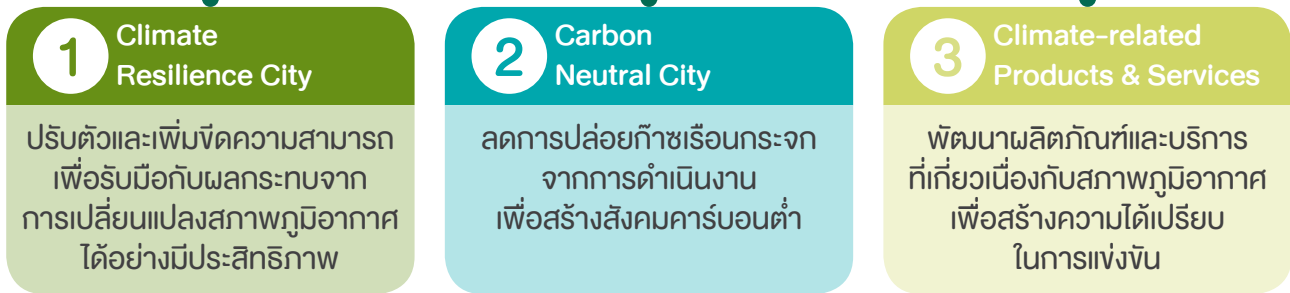 1
Climate
Resilience City
ปรับตัวและเพิ่มขีดความสามารถ
เพื่อรับมือกับผลกระทบจาก
การเปลี่ยนแปลงสภาพภูมิอากาศ
ได้อย่างมีประสิทธิภาพ
2
Carbon
Neutral City
ลดการปล่อยก๊าซเรือนกระจก
จากการดำเนินงาน
เพื่อสร้างสังคมคาร์บอนต่ำ
3
Climate-related
Products & Services
พัฒนาผลิตภัณฑ์และบริการ
ที่เกี่ยวเนื่องกับสภาพภูมิอากาศ
เพื่อสร้างความได้เปรียบ
ในการแข่งขัน